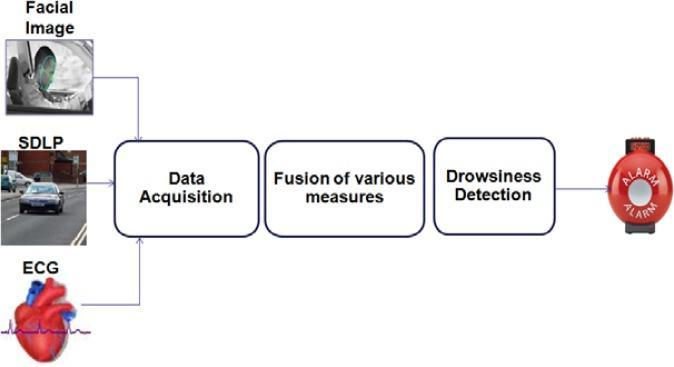 Facial
Image
SDLP
ECG
Data
Acquisition
Fusion of various
measures
Drowsiness
Detection
ALARM
ALARM